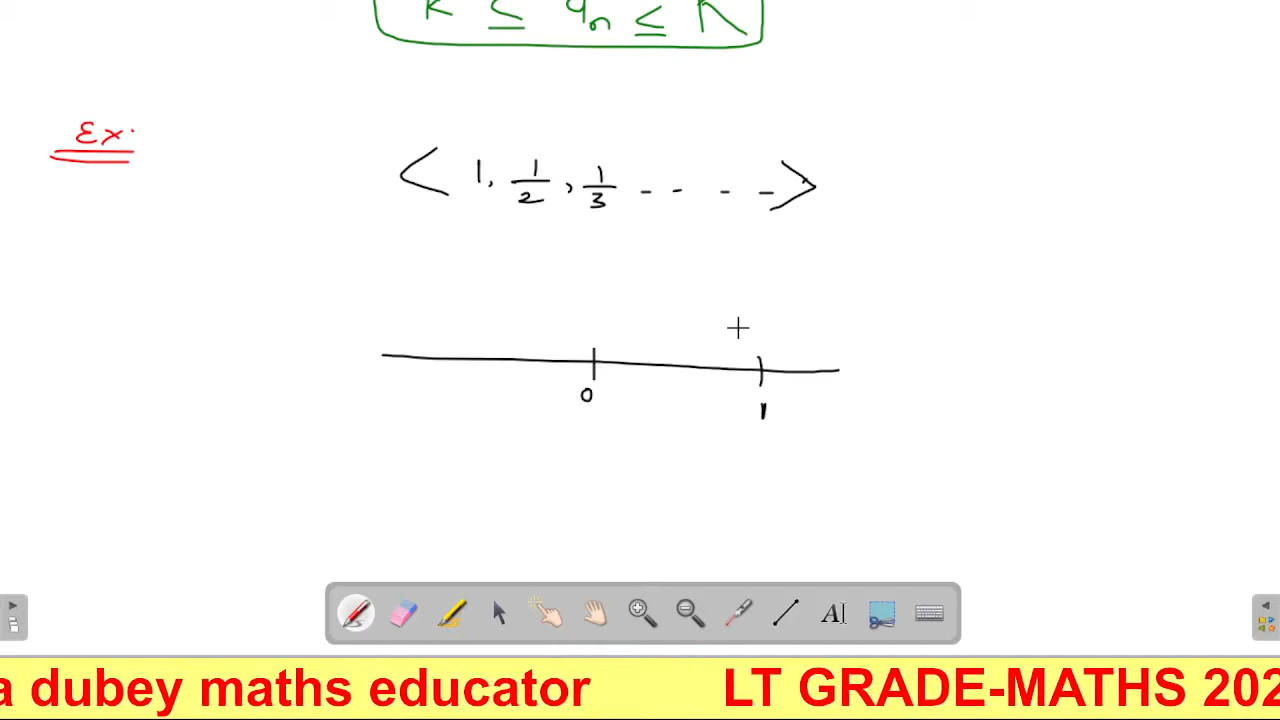 k ≤ an ≤ K
Ex.
< 1, 1/2, 1/3 - - - - >
0 1
A
a dubey maths educator LT GRADE-MATHS 202